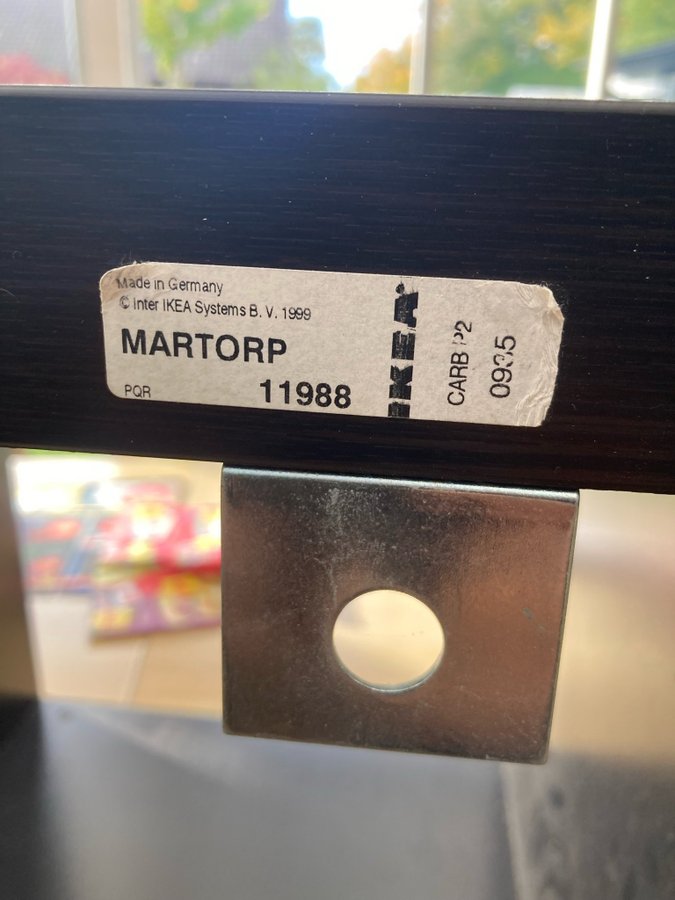 Made in Germany
© Inter IKEA Systems B. V. 1999
MARTORP
PQR 11988
IKEA
CARB P2
0935